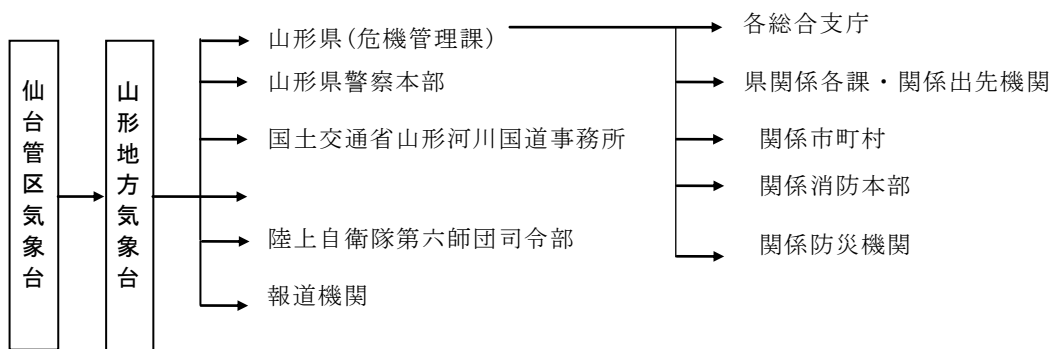 仙台管区気象台
山形地方気象台
山形県(危機管理課)
山形県警察本部
国土交通省山形河川国道事務所
陸上自衛隊第六師団司令部
報道機関
各総合支庁
県関係各課・関係出先機関
関係市町村
関係消防本部
関係防災機関